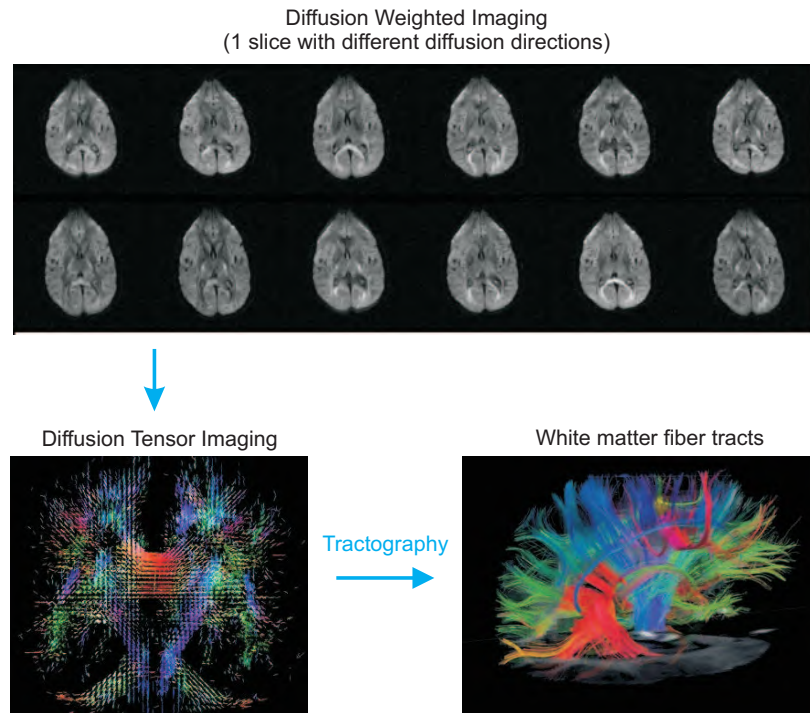 Diffusion Weighted Imaging
(1 slice with different diffusion directions)
Diffusion Tensor Imaging
White matter fiber tracts
Tractography